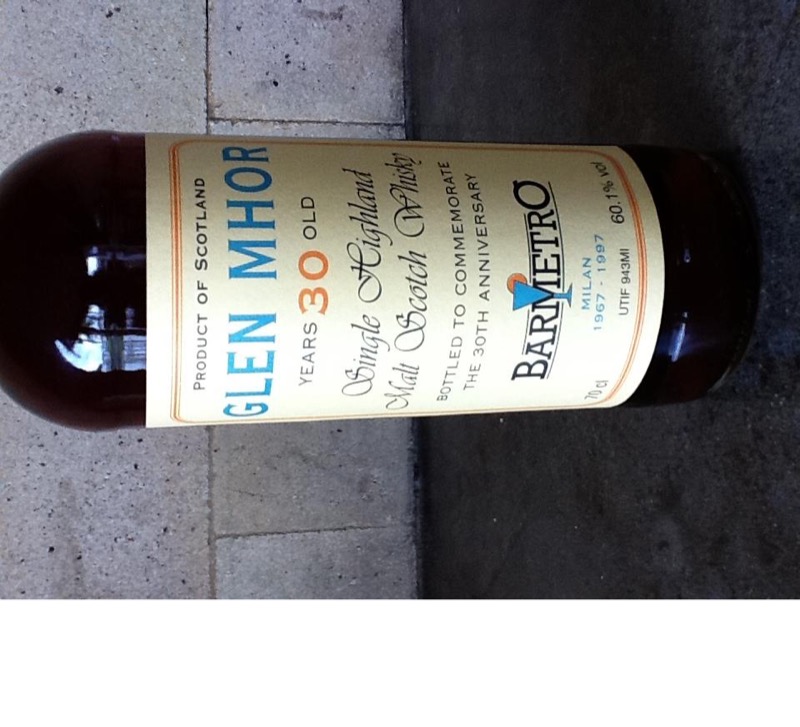 PRODUCT OF SCOTLAND
GLEN MHOR
YEARS 30 OLD
Single Highland
Malt Scotch Whisky
BOTTLED TO COMMEMORATE
THE 30TH ANNIVERSARY
BARMETRO
MILAN
1967 - 1997
70 cl UTIF 943MI 60.1% vol